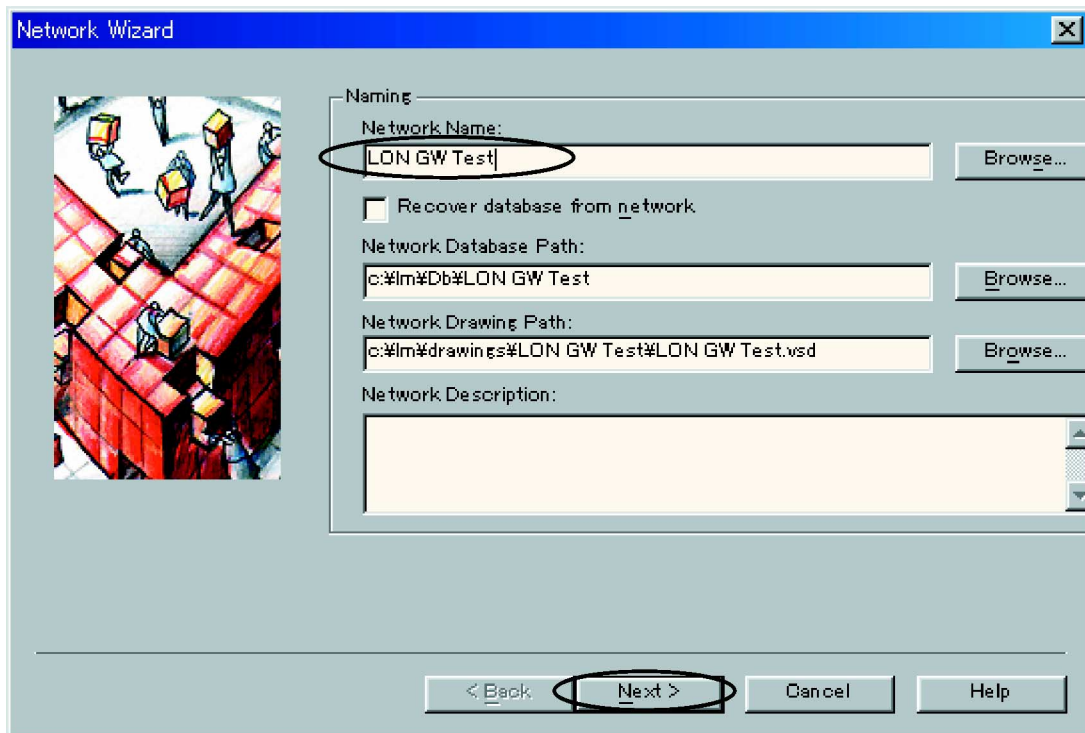 Network Wizard
Naming
Network Name:
LON GW Test
Browse...
Recover database from network
Network Database Path:
c:¥lm¥Db¥LON GW Test
Browse...
Network Drawing Path:
c:¥lm¥drawings¥LON GW Test¥LON GW Test.vsd
Browse...
Network Description:
< Back
Next >
Cancel
Help